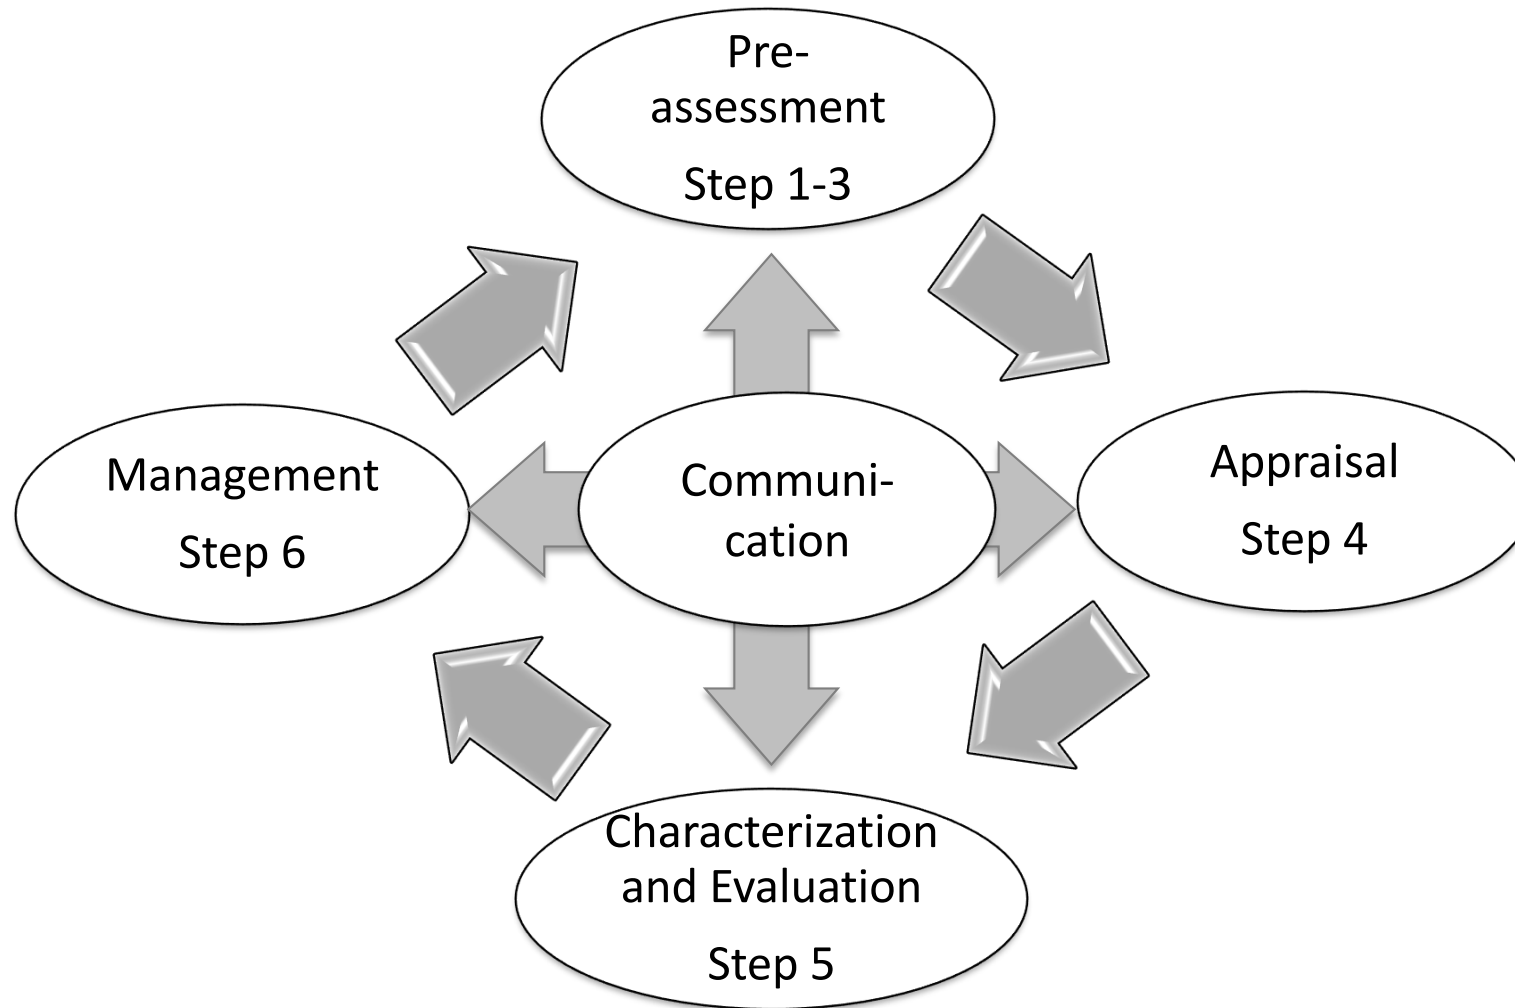 Pre-
assessment
Step 1-3
Management
Step 6
Communi-
cation
Appraisal
Step 4
Characterization
and Evaluation
Step 5